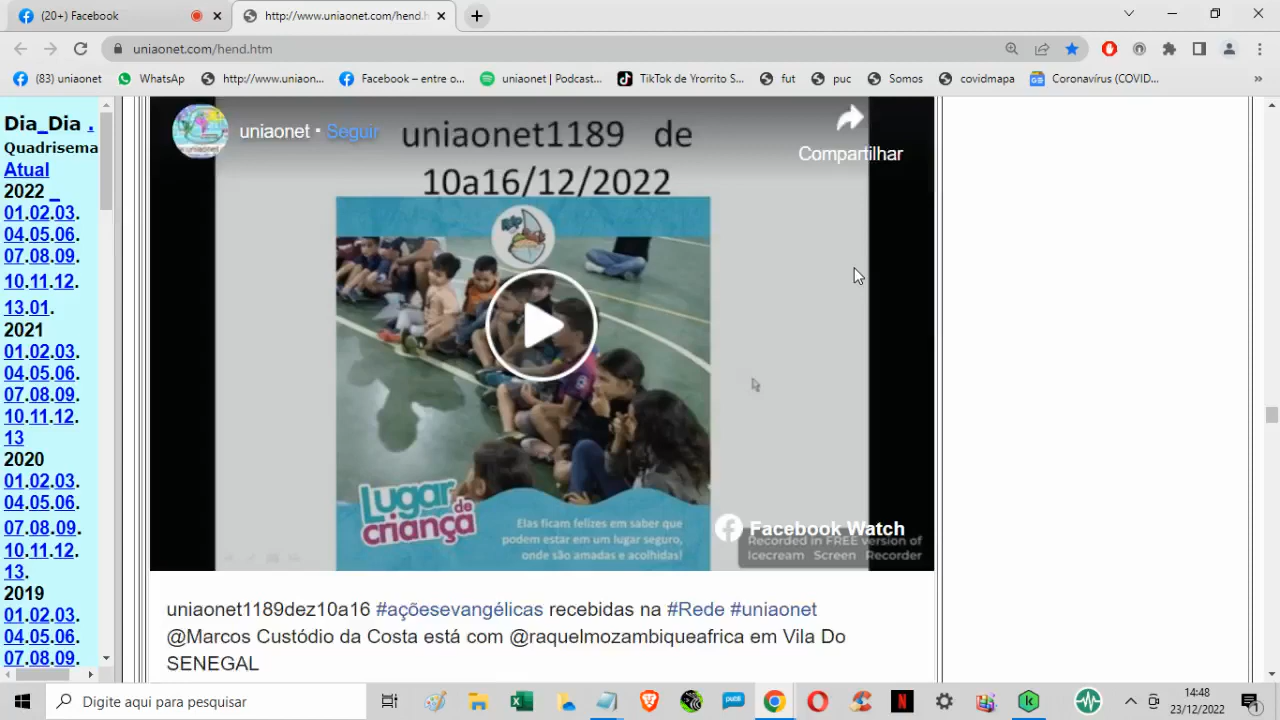 (20+) Facebook
http://www.uniaonet.com/hend.h
uniaonet.com/hend.htm
(83) uniaonet
WhatsApp
http://www.uniaon...
Facebook – entre o...
uniaonet | Podcast...
TikTok de Yrorrito S...
fut
puc
Somos
covidmapa
Coronavírus (COVID...
»
Dia_Dia .
Quadrisema
Atual
2022 _
01.02.03.
04.05.06.
07.08.09.
10.11.12.
13.01.
2021
01.02.03.
04.05.06.
07.08.09.
10.11.12.
13
2020
01.02.03.
04.05.06.
07.08.09.
10.11.12.
13.
2019
01.02.03.
04.05.06.
07.08.09.
uniaonet • Seguir
Compartilhar
uniaonet1189 de
10a16/12/2022
Lugar
de
criança
Elas ficam felizes em saber que
podem estar em um lugar seguro,
onde são amadas e acolhidas!
Facebook Watch
Recorded in FREE version of
Icecream Screen Recorder
uniaonet1189dez10a16 #açõesevangélicas recebidas na #Rede #uniaonet
@Marcos Custódio da Costa está com @raquelmozambiqueafrica em Vila Do
SENEGAL
Digite aqui para pesquisar
14:48
23/12/2022